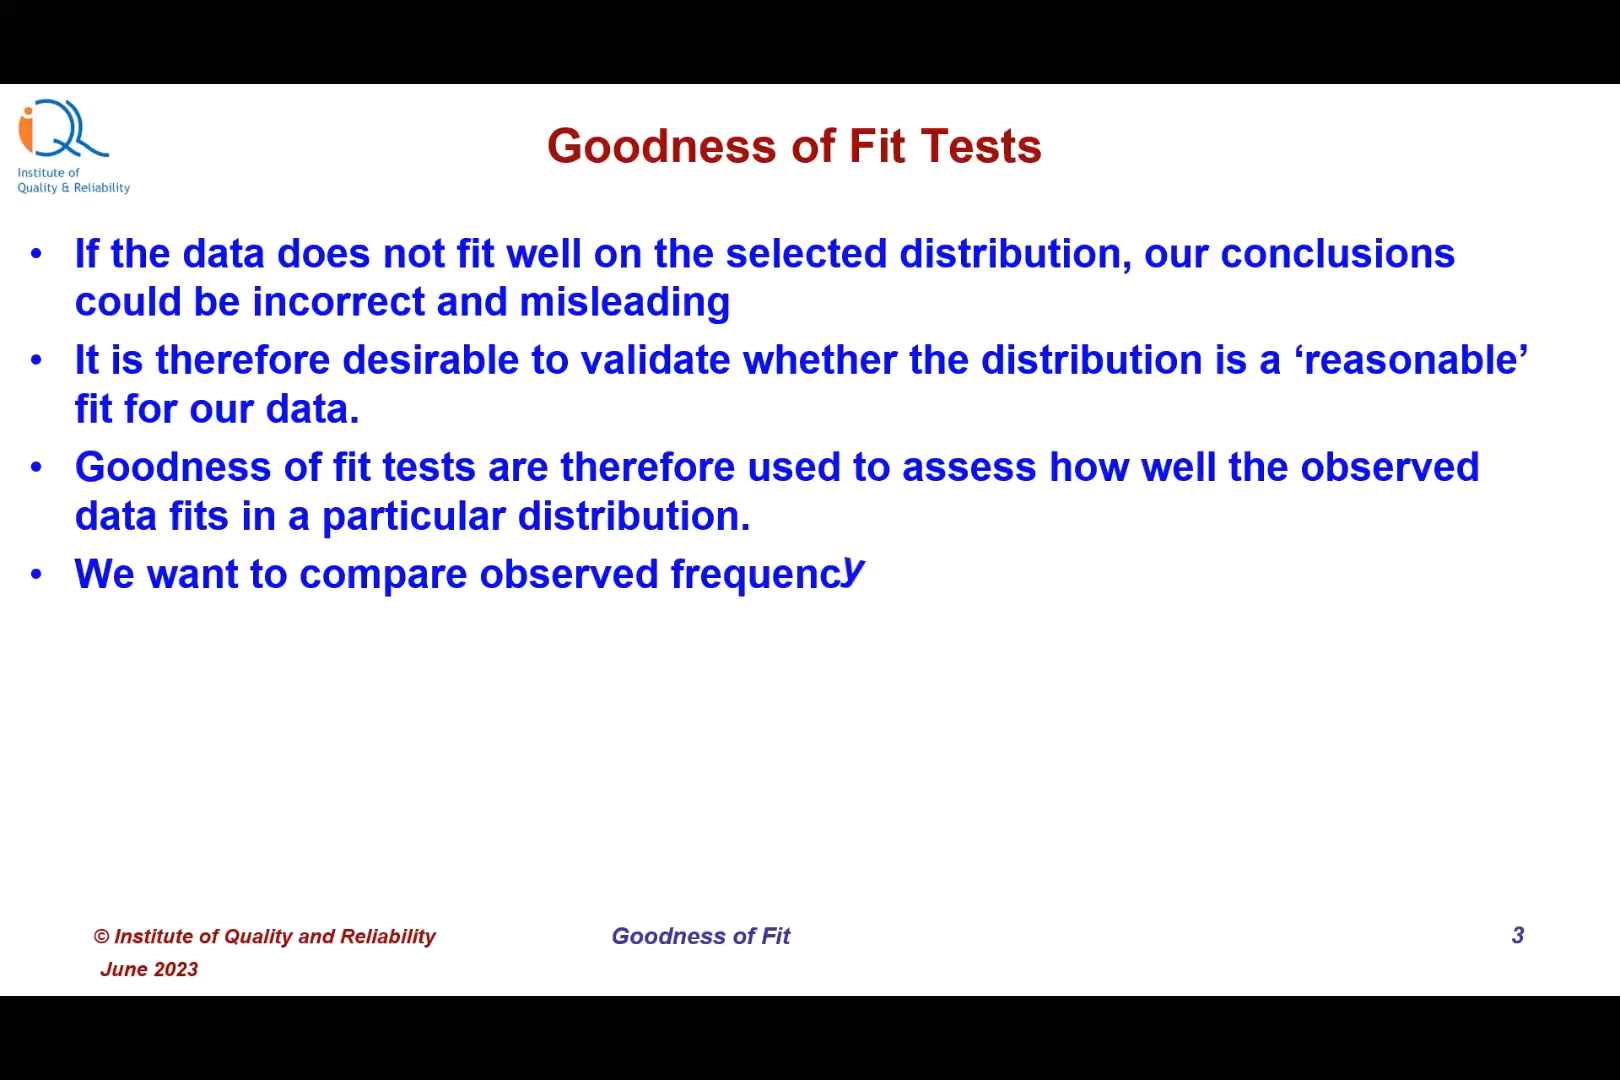 iQ
Institute of
Quality & Reliability
Goodness of Fit Tests
• If the data does not fit well on the selected distribution, our conclusions
could be incorrect and misleading
• It is therefore desirable to validate whether the distribution is a ‘reasonable’
fit for our data.
• Goodness of fit tests are therefore used to assess how well the observed
data fits in a particular distribution.
• We want to compare observed frequency
© Institute of Quality and Reliability
Goodness of Fit
3
June 2023